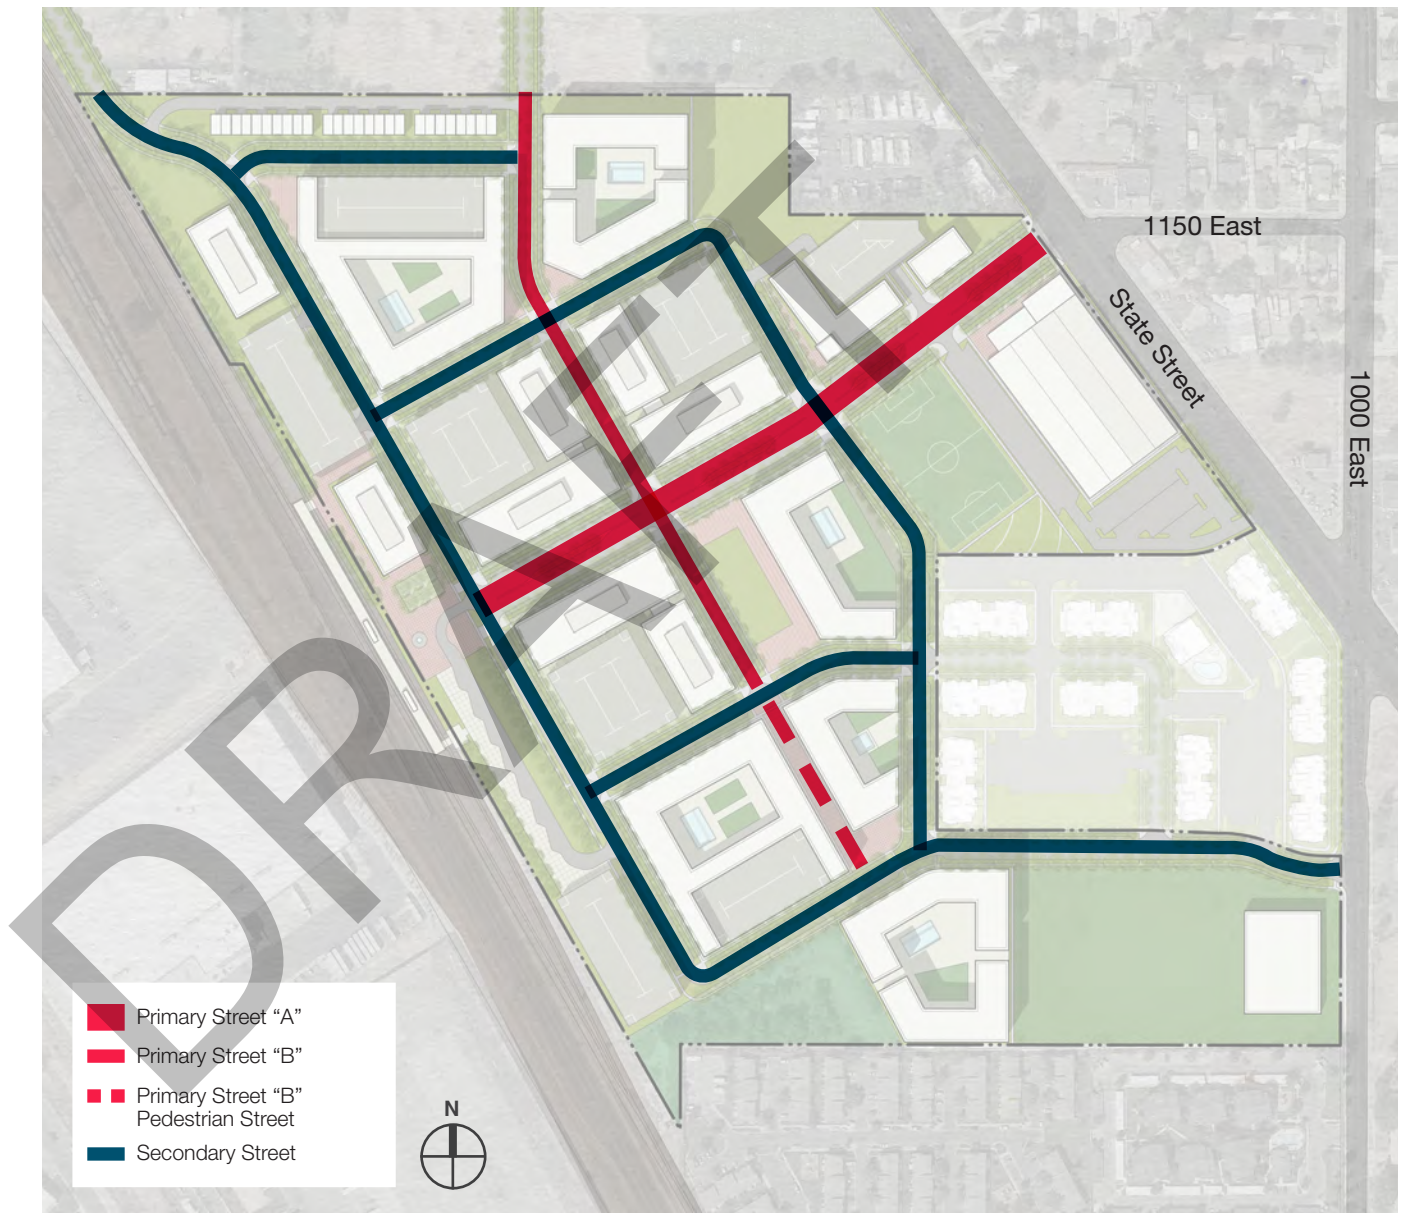 1150 East
State Street
1000 East
DRAFT
Primary Street “A”
Primary Street “B”
Primary Street “B”
Pedestrian Street
Secondary Street
N